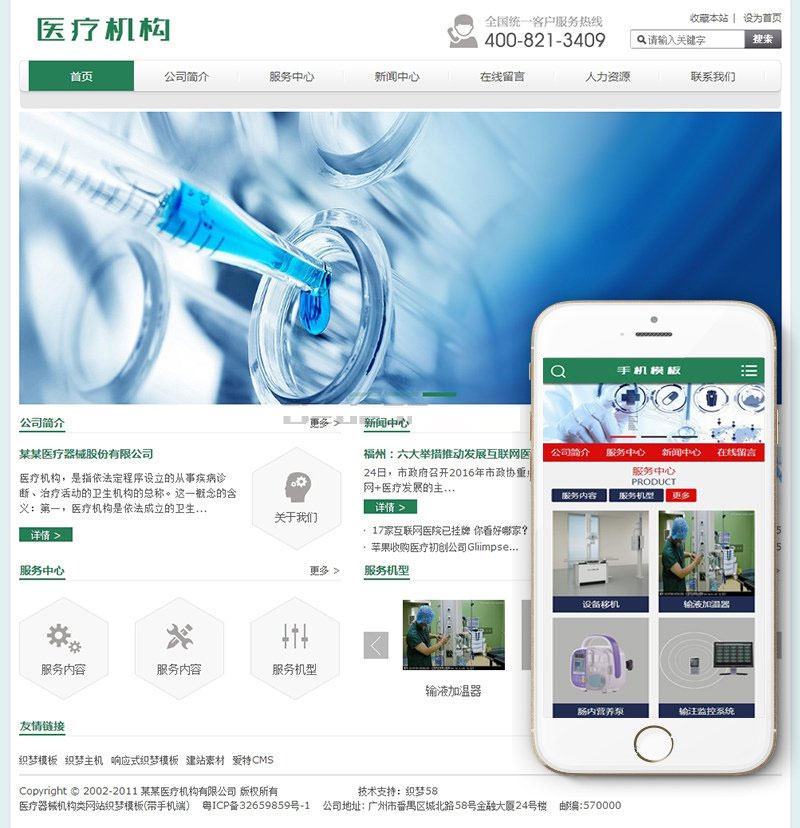 医疗机构
全国统一客户服务热线
400-821-3409
收藏本站 | 设为首页
请输入关键字 搜索
首页 公司简介 服务中心 新闻中心 在线留言 人力资源 联系我们
公司简介 更多 >
某某医疗器械股份有限公司
医疗机构，是指依法定程序设立的从事疾病诊
断、治疗活动的卫生机构的总称。这一概念的含
义：第一，医疗机构是依法成立的卫生...
详情 >
关于我们
新闻中心
福州：六大举措推动发展互联网医
24日，市政府召开2016年市政协重
网+医疗发展的主...
详情 >
· 17家互联网医院已挂牌 你看好哪家?
· 苹果收购医疗初创公司Glimpse...
服务中心 更多 >
服务内容 服务内容 服务机型
服务机型
输液加温器
手机模板
公司简介 服务中心 新闻中心 在线留言
服务中心
PRODUCT
服务内容 服务机型 更多
设备移机 输液加温器
肠内营养泵 输注监控系统
友情链接
织梦模板 织梦主机 响应式织梦模板 建站素材 爱特CMS
Copyright © 2002-2011 某某医疗机构有限公司 版权所有 技术支持：织梦58
医疗器械机构类网站织梦模板(带手机端) 粤ICP备32659859号-1 公司地址: 广州市番禺区城北路58号金融大厦24号楼 邮编:570000